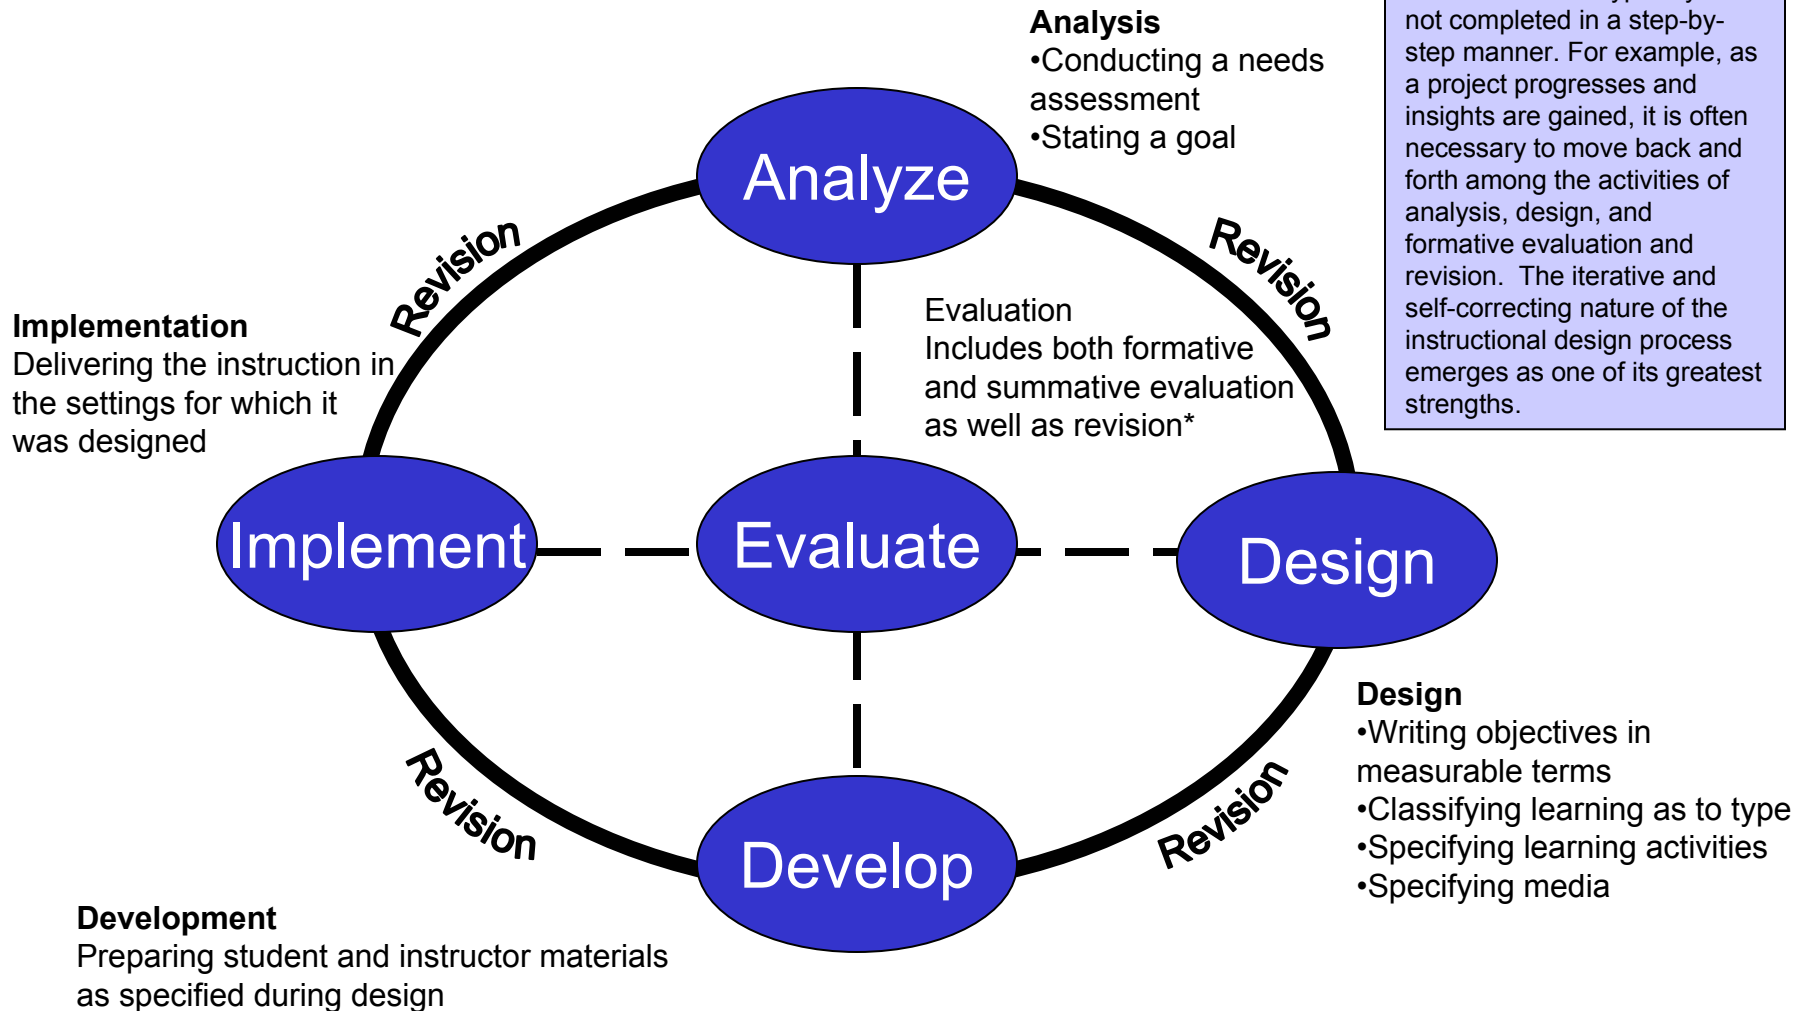 Analysis
•Conducting a needs
assessment
•Stating a goal
not completed in a step-by-
step manner. For example, as
a project progresses and
insights are gained, it is often
necessary to move back and
forth among the activities of
analysis, design, and
formative evaluation and
revision.  The iterative and
self-correcting nature of the
instructional design process
emerges as one of its greatest
strengths.
Analyze
Revision
Revision
Implementation
Delivering the instruction in
the settings for which it
was designed
Evaluation
Includes both formative
and summative evaluation
as well as revision*
Implement
Evaluate
Design
Design
•Writing objectives in
measurable terms
•Classifying learning as to type
•Specifying learning activities
•Specifying media
Revision
Revision
Develop
Development
Preparing student and instructor materials
as specified during design